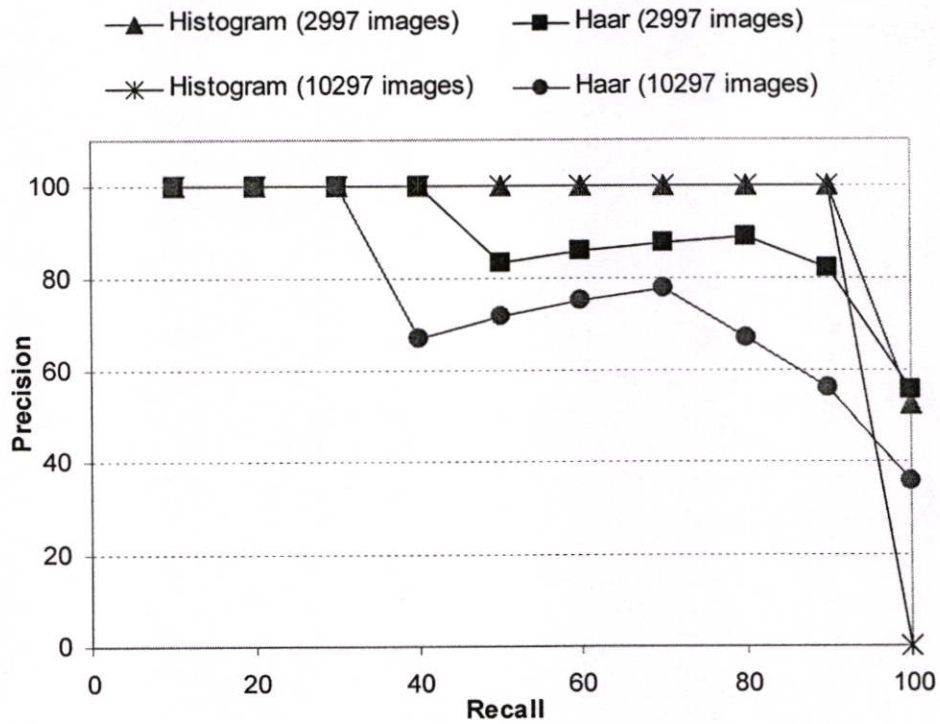 Histogram (2997 images) Haar (2997 images)
Histogram (10297 images) Haar (10297 images)
100
80
60
40
20
0
Precision
0 20 40 60 80 100
Recall